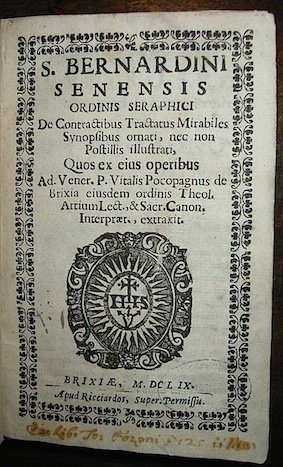 S. BERNARDINI
SENENSIS
ORDINIS SERAPHICI
De Contractibus Tractatus Mirabiles
Synopsibus ornati, nec non
Postillis illustrati,
Quos ex eius operibus
Ad. Vener. P. Vitalis Pocopagnus de
Brixia eiusdem ordinis Theol.
Artium Lect., & Sacr. Canon.
Interpræt., extraxit.
IHS
BRIXIÆ, M. DC LIX.
Apud Ricciardos, Super. Permissu.